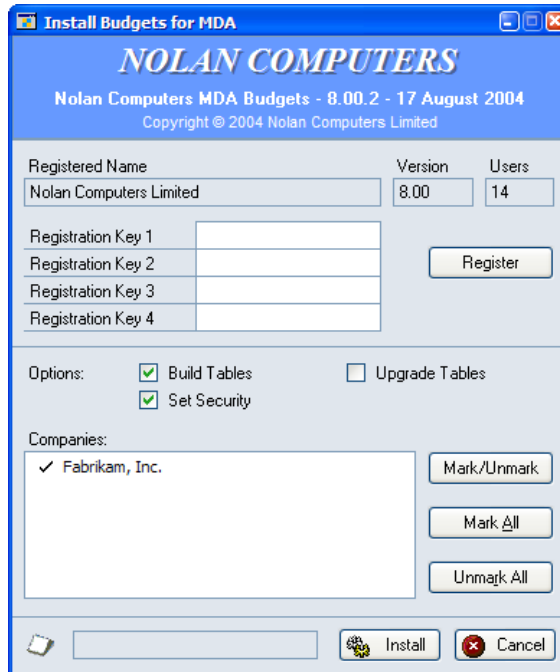 Install Budgets for MDA
NOLAN COMPUTERS
Nolan Computers MDA Budgets - 8.00.2 - 17 August 2004
Copyright © 2004 Nolan Computers Limited
Registered Name Version Users
Nolan Computers Limited 8.00 14
Registration Key 1
Registration Key 2
Register
Registration Key 3
Registration Key 4
Options: Build Tables Upgrade Tables
Set Security
Companies:
Fabrikam, Inc. Mark/Unmark
Mark All
Unmark All
Install Cancel